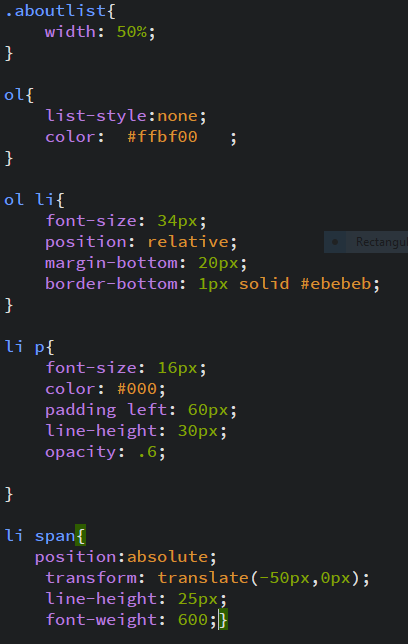 .aboutlist{
    width: 50%;
}

ol{
    list-style:none;
    color:  #ffbf00   ;
}

ol li{
    font-size: 34px;
    position: relative;
    margin-bottom: 20px;
    border-bottom: 1px solid #ebebeb;
}

li p{
    font-size: 16px;
    color: #000;
    padding left: 60px;
    line-height: 30px;
    opacity: .6;

}

li span{
   position:absolute;
    transform: translate(-50px,0px);
    line-height: 25px;
    font-weight: 600;}
Rectangul